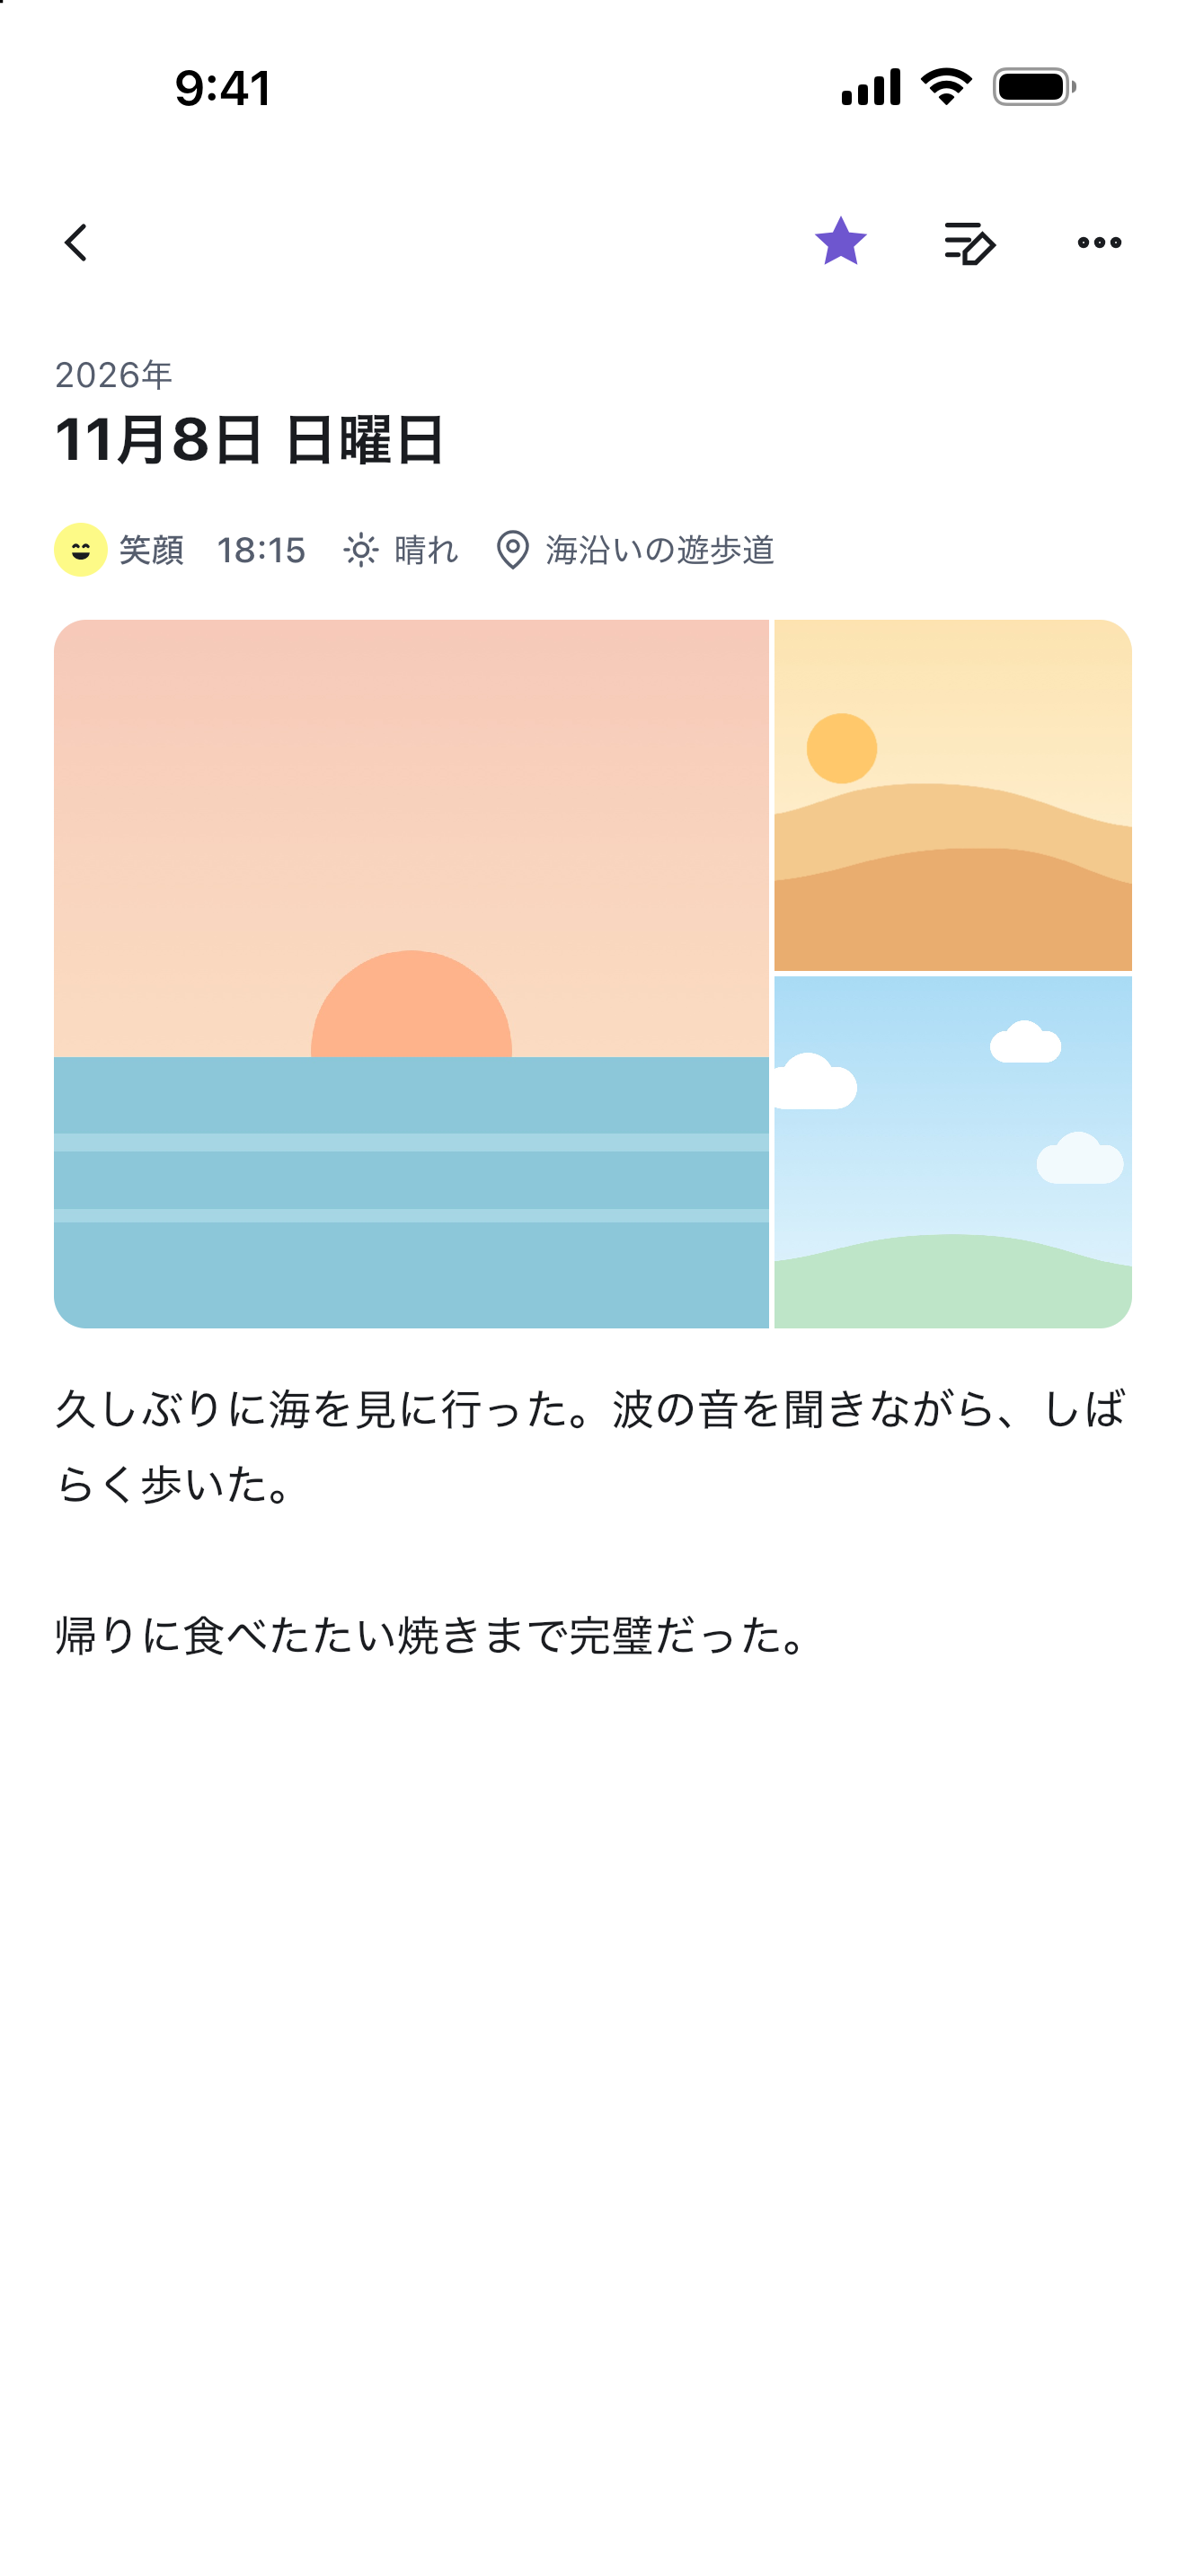 9:41
2026年
11月8日 日曜日
笑顔 18:15 晴れ 海沿いの遊歩道
久しぶりに海を見に行った。波の音を聞きながら、しば
らく歩いた。
帰りに食べたたい焼きまで完璧だった。